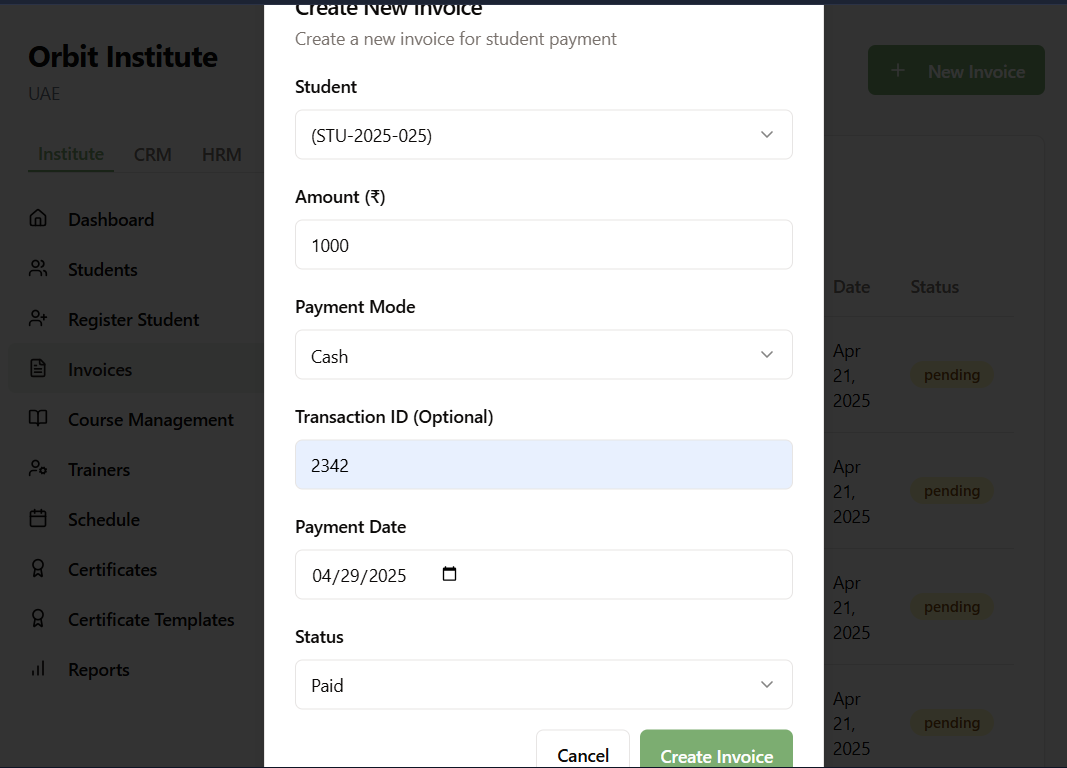 Create New Invoice
Create a new invoice for student payment
Student
(STU-2025-025)
Amount (₹)
1000
Payment Mode
Cash
Transaction ID (Optional)
2342
Payment Date
04/29/2025
Status
Paid
Cancel
Create Invoice
Orbit Institute
UAE
Institute
CRM
HRM
Dashboard
Students
Register Student
Invoices
Course Management
Trainers
Schedule
Certificates
Certificate Templates
Reports
+ New Invoice
Date Status
Apr
21, pending
2025
Apr
21, pending
2025
Apr
21, pending
2025
Apr
21, pending
2025